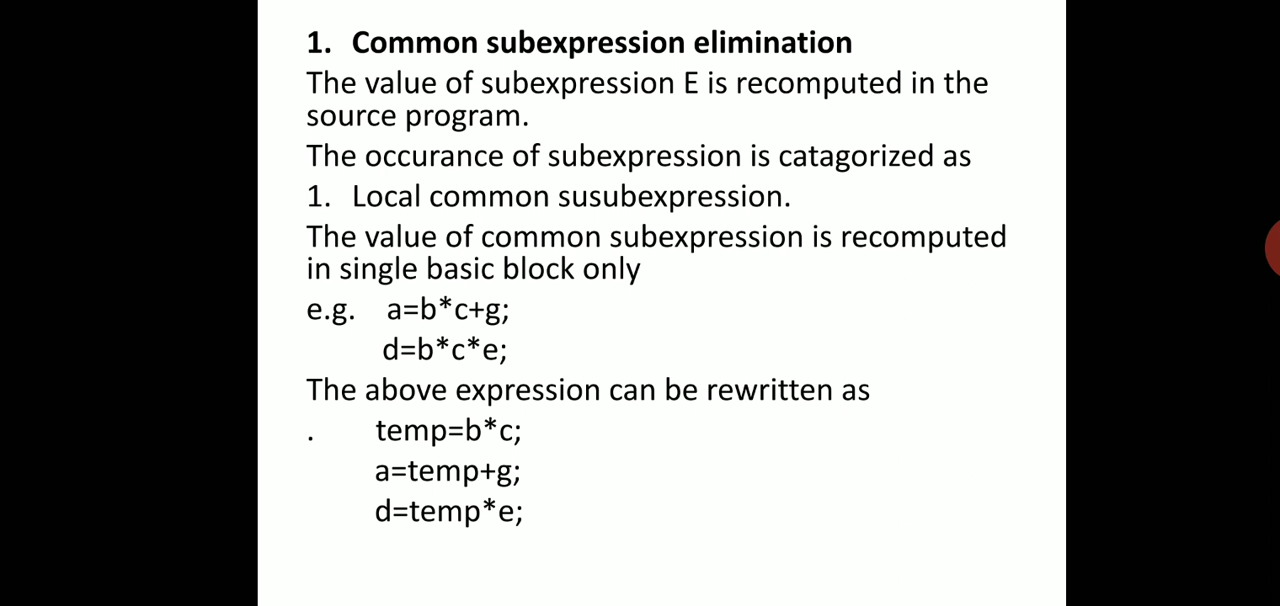 1. Common subexpression elimination
The value of subexpression E is recomputed in the
source program.
The occurance of subexpression is catagorized as
1. Local common susubexpression.
The value of common subexpression is recomputed
in single basic block only
e.g. a=b*c+g;
d=b*c*e;
The above expression can be rewritten as
. temp=b*c;
a=temp+g;
d=temp*e;